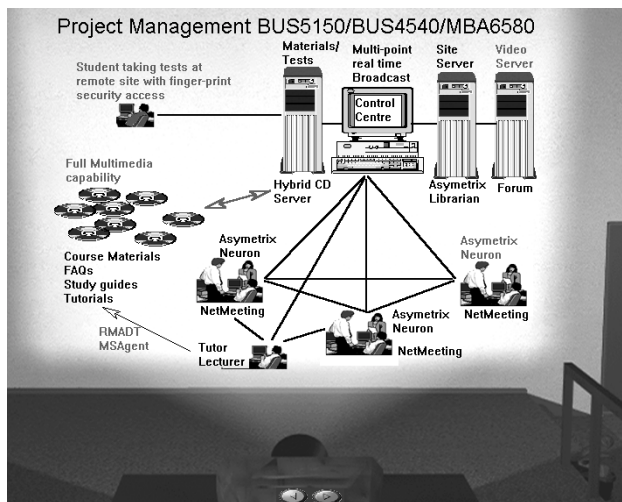 Project Management BUS5150/BUS4540/MBA6580
Student taking tests at
remote site with finger-print
security access
Materials/
Tests
Multi-point
real time
Broadcast
Site
Server
Video
Server
Control
Centre
Full Multimedia
capability
Hybrid CD
Server
Asymetrix
Librarian
Forum
Course Materials
FAQs
Study guides
Tutorials
Asymetrix
Neuron
NetMeeting
Asymetrix
Neuron
NetMeeting
Asymetrix
Neuron
NetMeeting
RMADT
MSAgent
Tutor
Lecturer